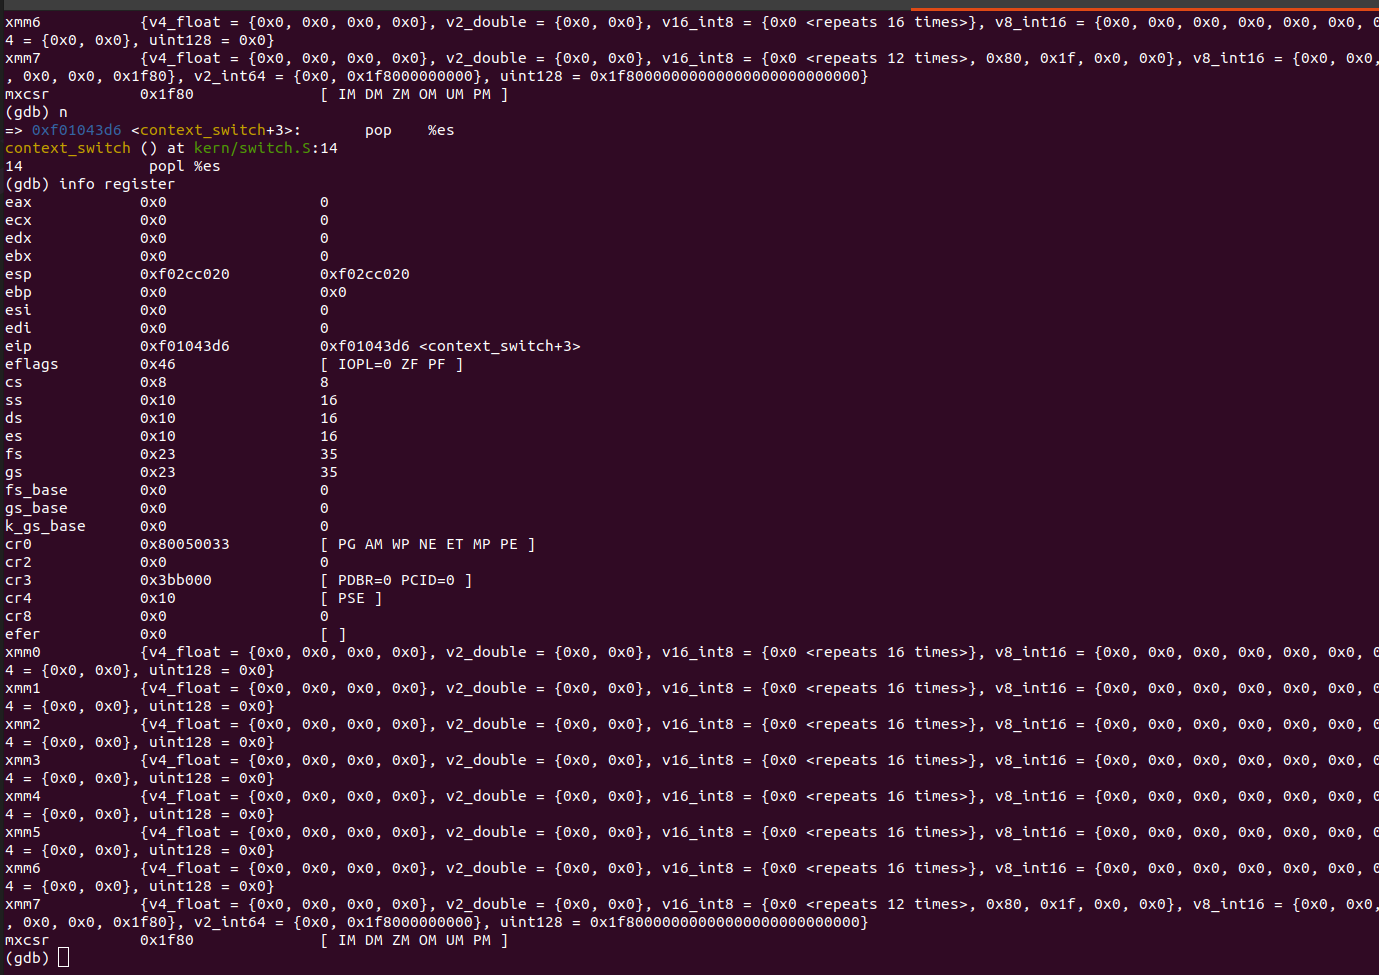 xmm6           {v4_float = {0x0, 0x0, 0x0, 0x0}, v2_double = {0x0, 0x0}, v16_int8 = {0x0 <repeats 16 times>}, v8_int16 = {0x0, 0x0, 0x0, 0x0, 0x0, 0x0,
4 = {0x0, 0x0}, uint128 = 0x0}
xmm7           {v4_float = {0x0, 0x0, 0x0, 0x0}, v2_double = {0x0, 0x0}, v16_int8 = {0x0 <repeats 12 times>, 0x80, 0x1f, 0x0, 0x0}, v8_int16 = {0x0, 0x0,
, 0x0, 0x0, 0x1f80}, v2_int64 = {0x0, 0x1f8000000000}, uint128 = 0x1f80000000000000000000000000}
mxcsr          0x1f80              [ IM DM ZM OM UM PM ]
(gdb) n
=> 0xf01043d6 <context_switch+3>:       pop    %es
context_switch () at kern/switch.S:14
14              popl %es
(gdb) info register
eax            0x0                 0
ecx            0x0                 0
edx            0x0                 0
ebx            0x0                 0
esp            0xf02cc020          0xf02cc020
ebp            0x0                 0x0
esi            0x0                 0
edi            0x0                 0
eip            0xf01043d6          0xf01043d6 <context_switch+3>
eflags         0x46                [ IOPL=0 ZF PF ]
cs             0x8                 8
ss             0x10                16
ds             0x10                16
es             0x10                16
fs             0x23                35
gs             0x23                35
fs_base        0x0                 0
gs_base        0x0                 0
k_gs_base      0x0                 0
cr0            0x80050033          [ PG AM WP NE ET MP PE ]
cr2            0x0                 0
cr3            0x3bb000            [ PDBR=0 PCID=0 ]
cr4            0x10                [ PSE ]
cr8            0x0                 0
efer           0x0                 [ ]
xmm0           {v4_float = {0x0, 0x0, 0x0, 0x0}, v2_double = {0x0, 0x0}, v16_int8 = {0x0 <repeats 16 times>}, v8_int16 = {0x0, 0x0, 0x0, 0x0, 0x0, 0x0,
4 = {0x0, 0x0}, uint128 = 0x0}
xmm1           {v4_float = {0x0, 0x0, 0x0, 0x0}, v2_double = {0x0, 0x0}, v16_int8 = {0x0 <repeats 16 times>}, v8_int16 = {0x0, 0x0, 0x0, 0x0, 0x0, 0x0,
4 = {0x0, 0x0}, uint128 = 0x0}
xmm2           {v4_float = {0x0, 0x0, 0x0, 0x0}, v2_double = {0x0, 0x0}, v16_int8 = {0x0 <repeats 16 times>}, v8_int16 = {0x0, 0x0, 0x0, 0x0, 0x0, 0x0,
4 = {0x0, 0x0}, uint128 = 0x0}
xmm3           {v4_float = {0x0, 0x0, 0x0, 0x0}, v2_double = {0x0, 0x0}, v16_int8 = {0x0 <repeats 16 times>}, v8_int16 = {0x0, 0x0, 0x0, 0x0, 0x0, 0x0,
4 = {0x0, 0x0}, uint128 = 0x0}
xmm4           {v4_float = {0x0, 0x0, 0x0, 0x0}, v2_double = {0x0, 0x0}, v16_int8 = {0x0 <repeats 16 times>}, v8_int16 = {0x0, 0x0, 0x0, 0x0, 0x0, 0x0,
4 = {0x0, 0x0}, uint128 = 0x0}
xmm5           {v4_float = {0x0, 0x0, 0x0, 0x0}, v2_double = {0x0, 0x0}, v16_int8 = {0x0 <repeats 16 times>}, v8_int16 = {0x0, 0x0, 0x0, 0x0, 0x0, 0x0,
4 = {0x0, 0x0}, uint128 = 0x0}
xmm6           {v4_float = {0x0, 0x0, 0x0, 0x0}, v2_double = {0x0, 0x0}, v16_int8 = {0x0 <repeats 16 times>}, v8_int16 = {0x0, 0x0, 0x0, 0x0, 0x0, 0x0,
4 = {0x0, 0x0}, uint128 = 0x0}
xmm7           {v4_float = {0x0, 0x0, 0x0, 0x0}, v2_double = {0x0, 0x0}, v16_int8 = {0x0 <repeats 12 times>, 0x80, 0x1f, 0x0, 0x0}, v8_int16 = {0x0, 0x0,
, 0x0, 0x0, 0x1f80}, v2_int64 = {0x0, 0x1f8000000000}, uint128 = 0x1f80000000000000000000000000}
mxcsr          0x1f80              [ IM DM ZM OM UM PM ]
(gdb)